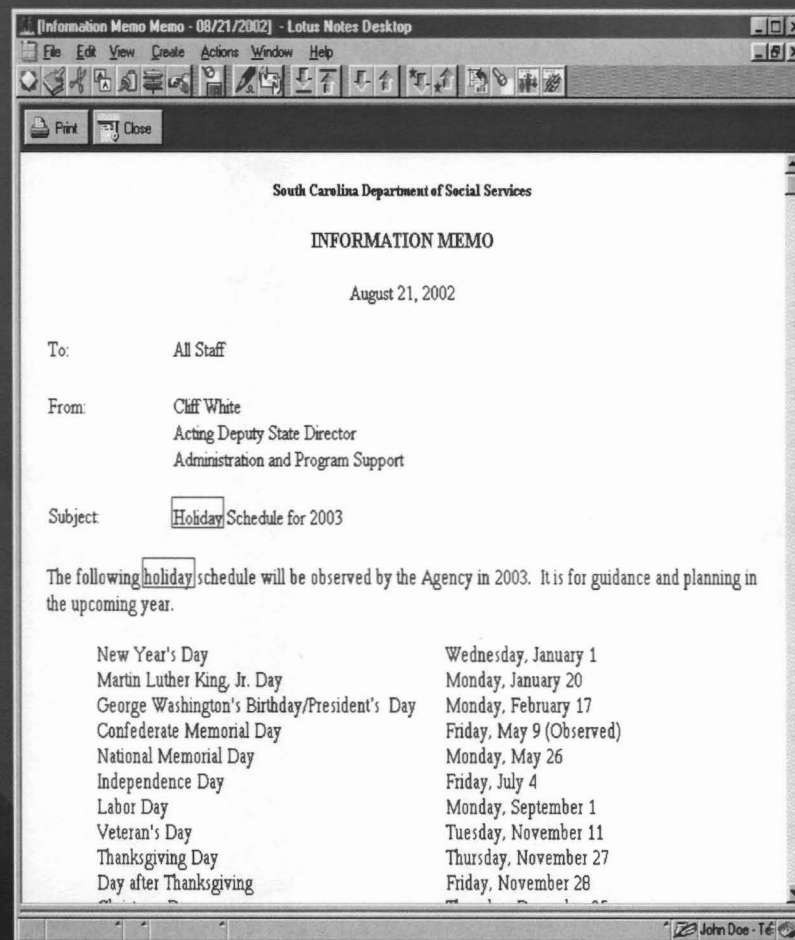 [Information Memo Memo - 08/21/2002] - Lotus Notes Desktop
File Edit View Create Actions Window Help
Print Close
South Carolina Department of Social Services
INFORMATION MEMO
August 21, 2002
To: All Staff
From: Cliff White
Acting Deputy State Director
Administration and Program Support
Subject: Holiday Schedule for 2003
The following holiday schedule will be observed by the Agency in 2003. It is for guidance and planning in
the upcoming year.
New Year's Day Wednesday, January 1
Martin Luther King, Jr. Day Monday, January 20
George Washington's Birthday/President's Day Monday, February 17
Confederate Memorial Day Friday, May 9 (Observed)
National Memorial Day Monday, May 26
Independence Day Friday, July 4
Labor Day Monday, September 1
Veteran's Day Tuesday, November 11
Thanksgiving Day Thursday, November 27
Day after Thanksgiving Friday, November 28
John Doe - Té